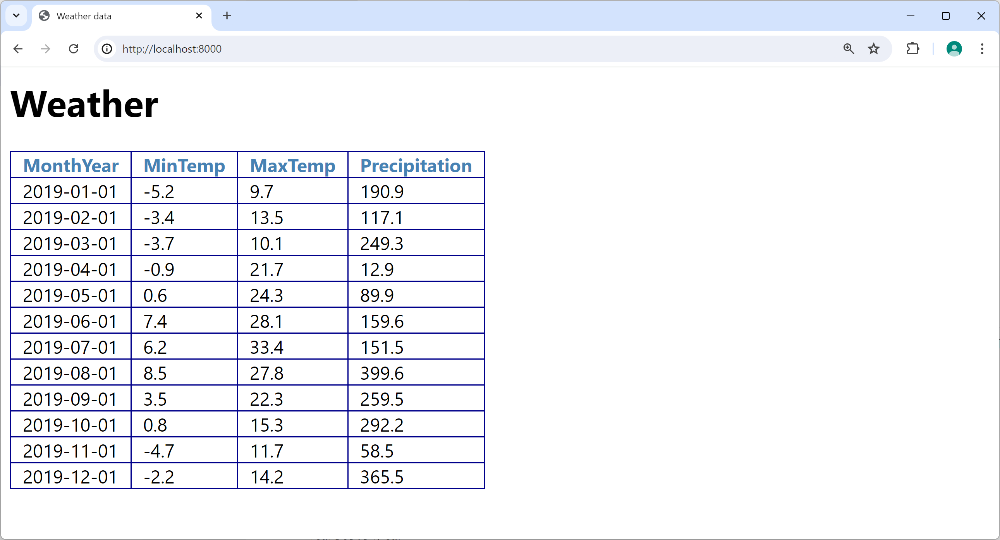 Weather data
http://localhost:8000
Weather
MonthYear MinTemp MaxTemp Precipitation
2019-01-01 -5.2 9.7 190.9
2019-02-01 -3.4 13.5 117.1
2019-03-01 -3.7 10.1 249.3
2019-04-01 -0.9 21.7 12.9
2019-05-01 0.6 24.3 89.9
2019-06-01 7.4 28.1 159.6
2019-07-01 6.2 33.4 151.5
2019-08-01 8.5 27.8 399.6
2019-09-01 3.5 22.3 259.5
2019-10-01 0.8 15.3 292.2
2019-11-01 -4.7 11.7 58.5
2019-12-01 -2.2 14.2 365.5